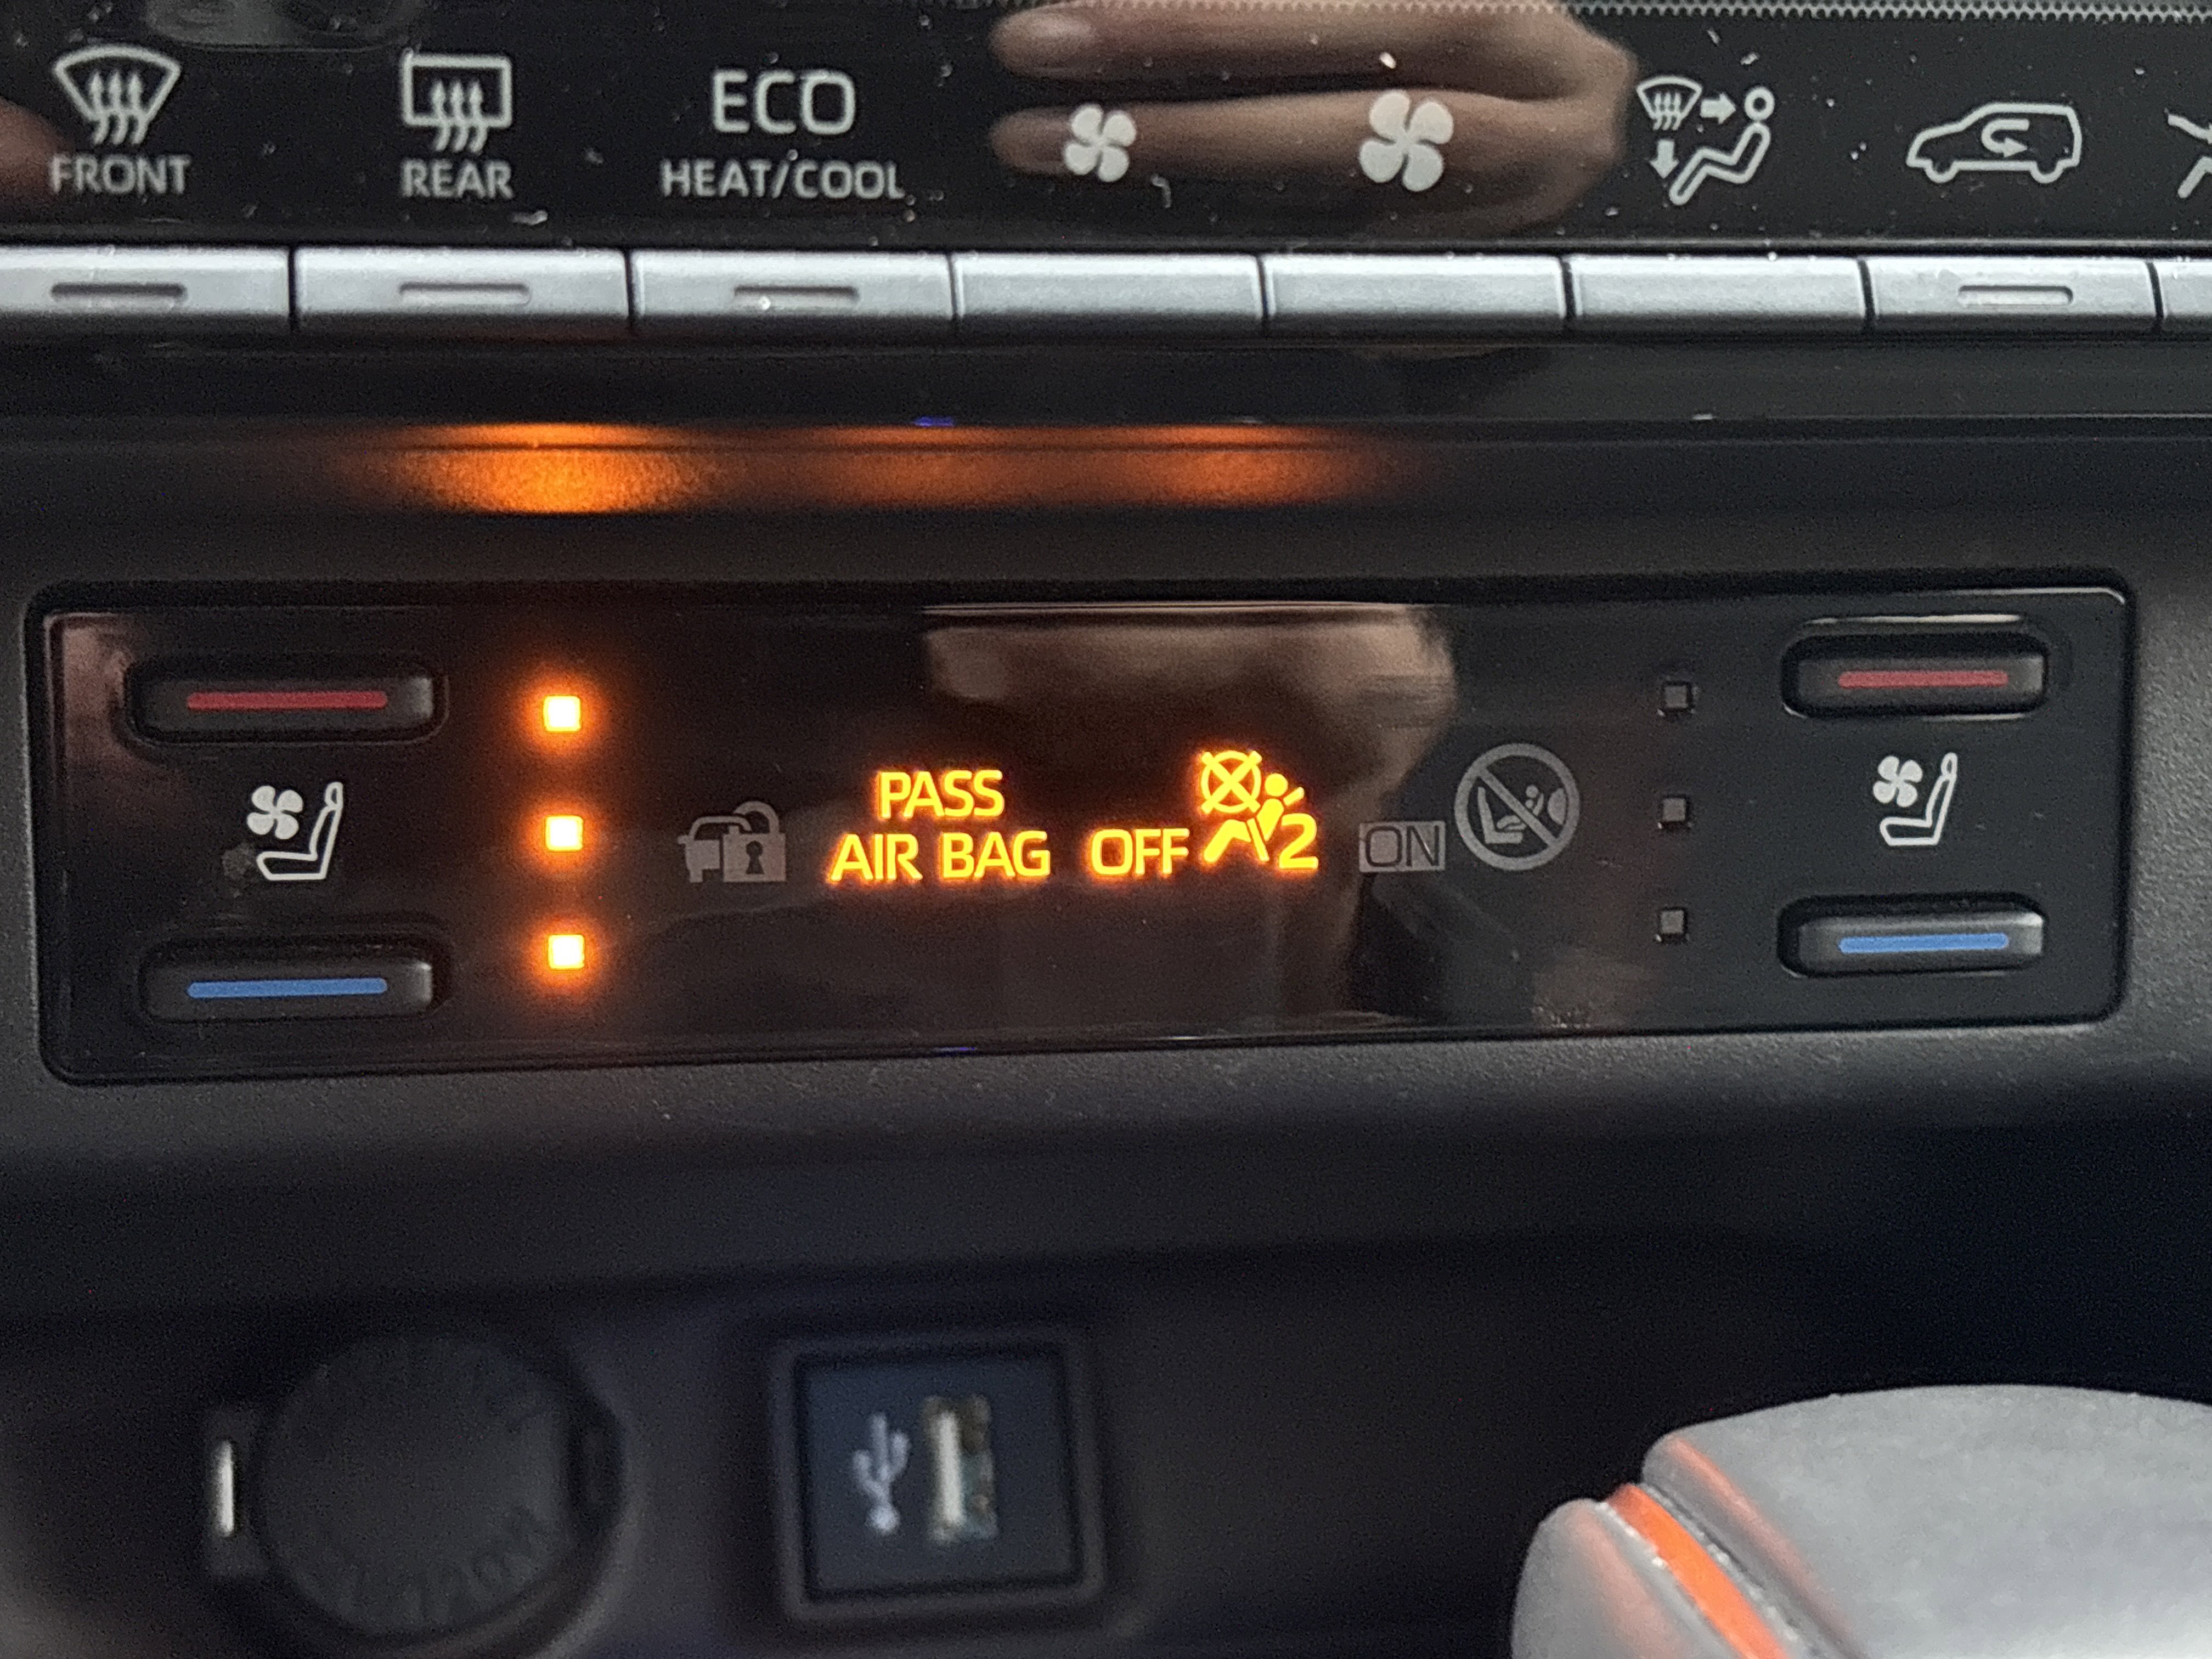 FRONT
REAR
ECO
HEAT/COOL
PASS
AIR BAG OFF 2 ON